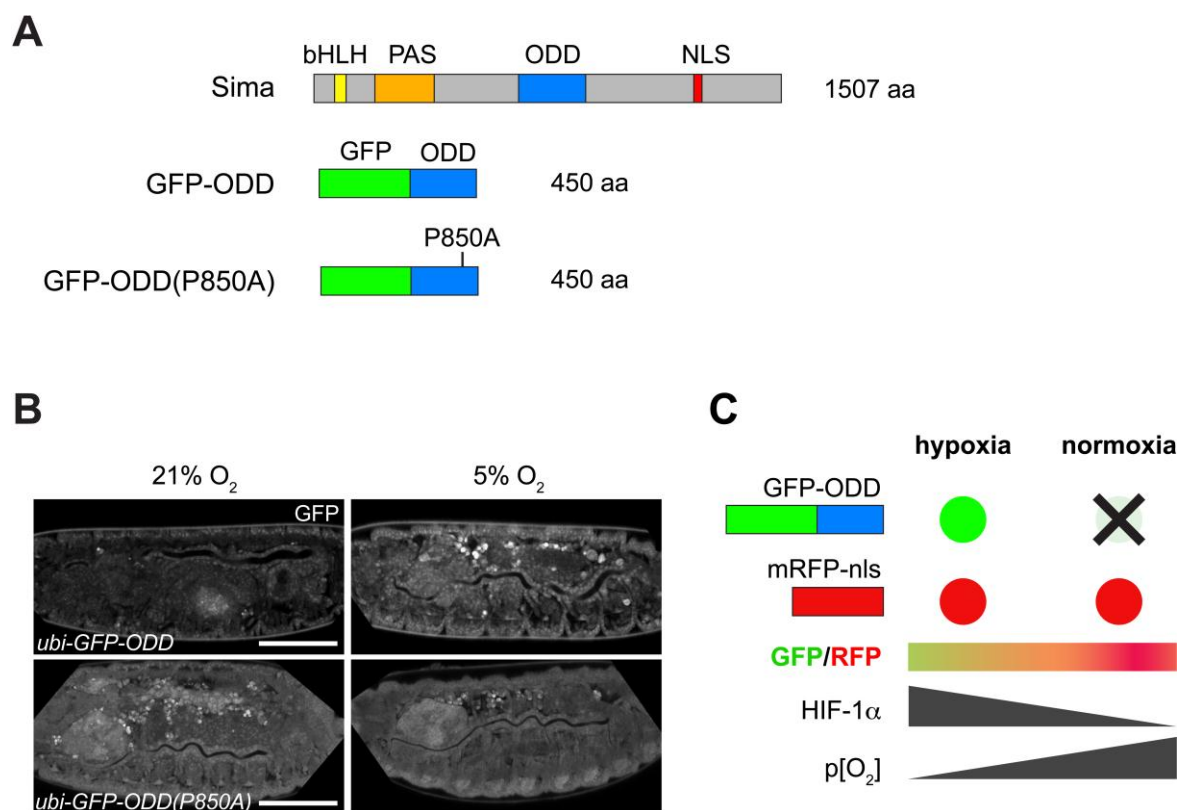 A
bHLH PAS ODD NLS
Sima 1507 aa
GFP ODD
GFP-ODD 450 aa
P850A
GFP-ODD(P850A) 450 aa
B
21% O₂ 5% O₂
GFP
ubi-GFP-ODD
ubi-GFP-ODD(P850A)
C
hypoxia normoxia
GFP-ODD
mRFP-nls
GFP/RFP
HIF-1α
p[O₂]